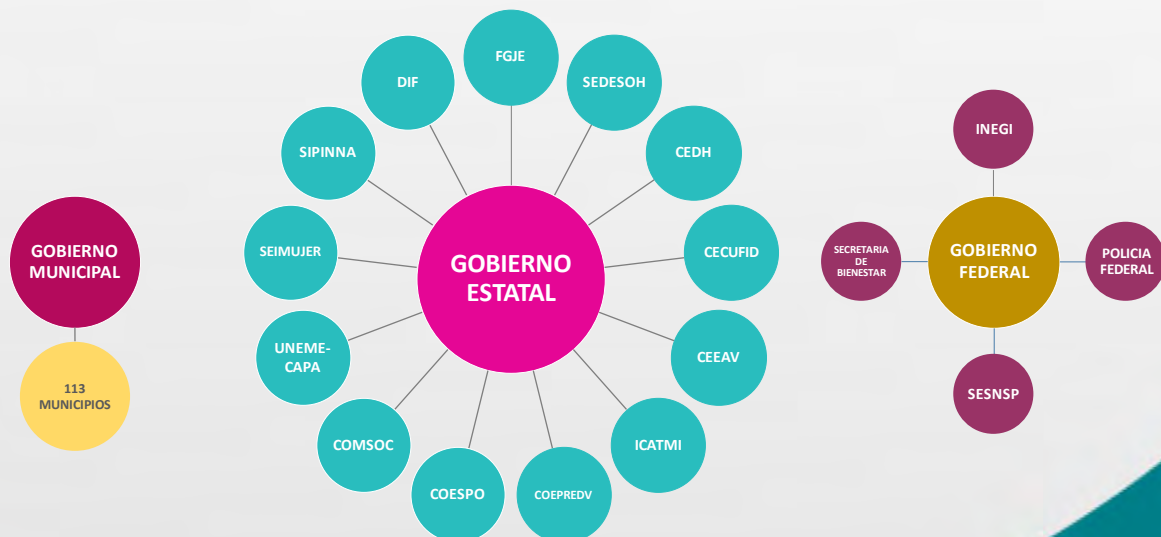 GOBIERNO
MUNICIPAL
113
MUNICIPIOS
GOBIERNO
ESTATAL
FGJE
SEDESOH
CEDH
CECUFID
CEEAV
ICATMI
COEPREDV
COESPO
COMSOC
UNEME-
CAPA
SEIMUJER
SIPINNA
DIF
GOBIERNO
FEDERAL
INEGI
POLICIA
FEDERAL
SESNSP
SECRETARIA
DE
BIENESTAR